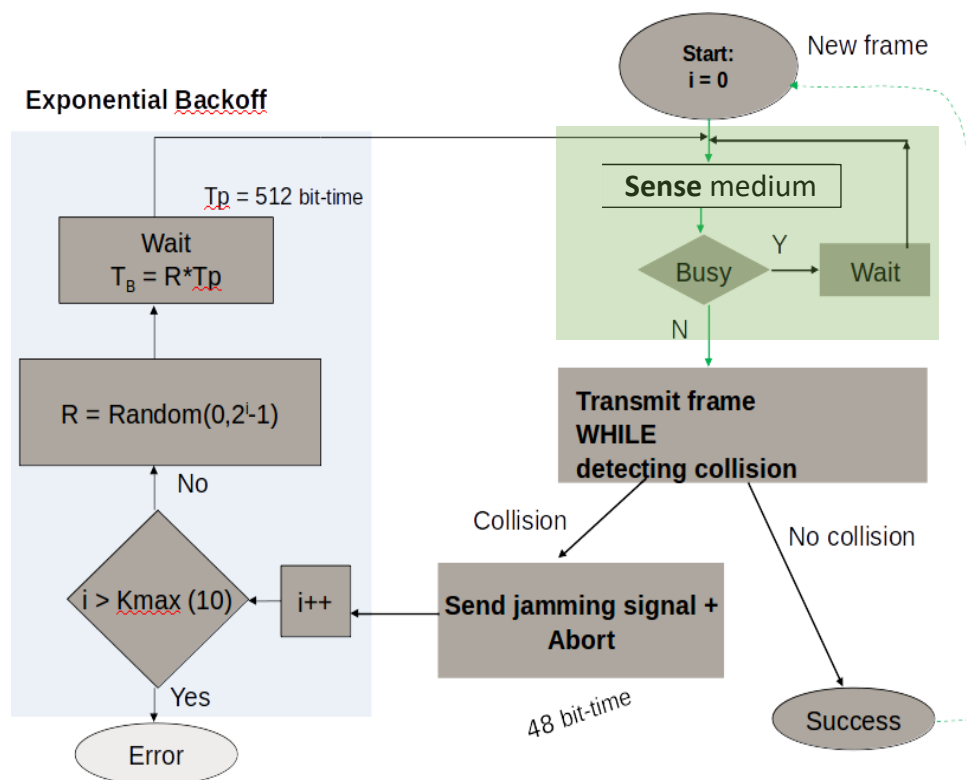 Start:
i = 0
New frame
Exponential Backoff
Tp = 512 bit-time
Sense medium
Wait
T_B = R*Tp
Busy
Y
Wait
N
R = Random(0,2^i-1)
Transmit frame
WHILE
detecting collision
No
Collision
No collision
i > Kmax (10)
i++
Send jamming signal +
Abort
Yes
48 bit-time
Success
Error